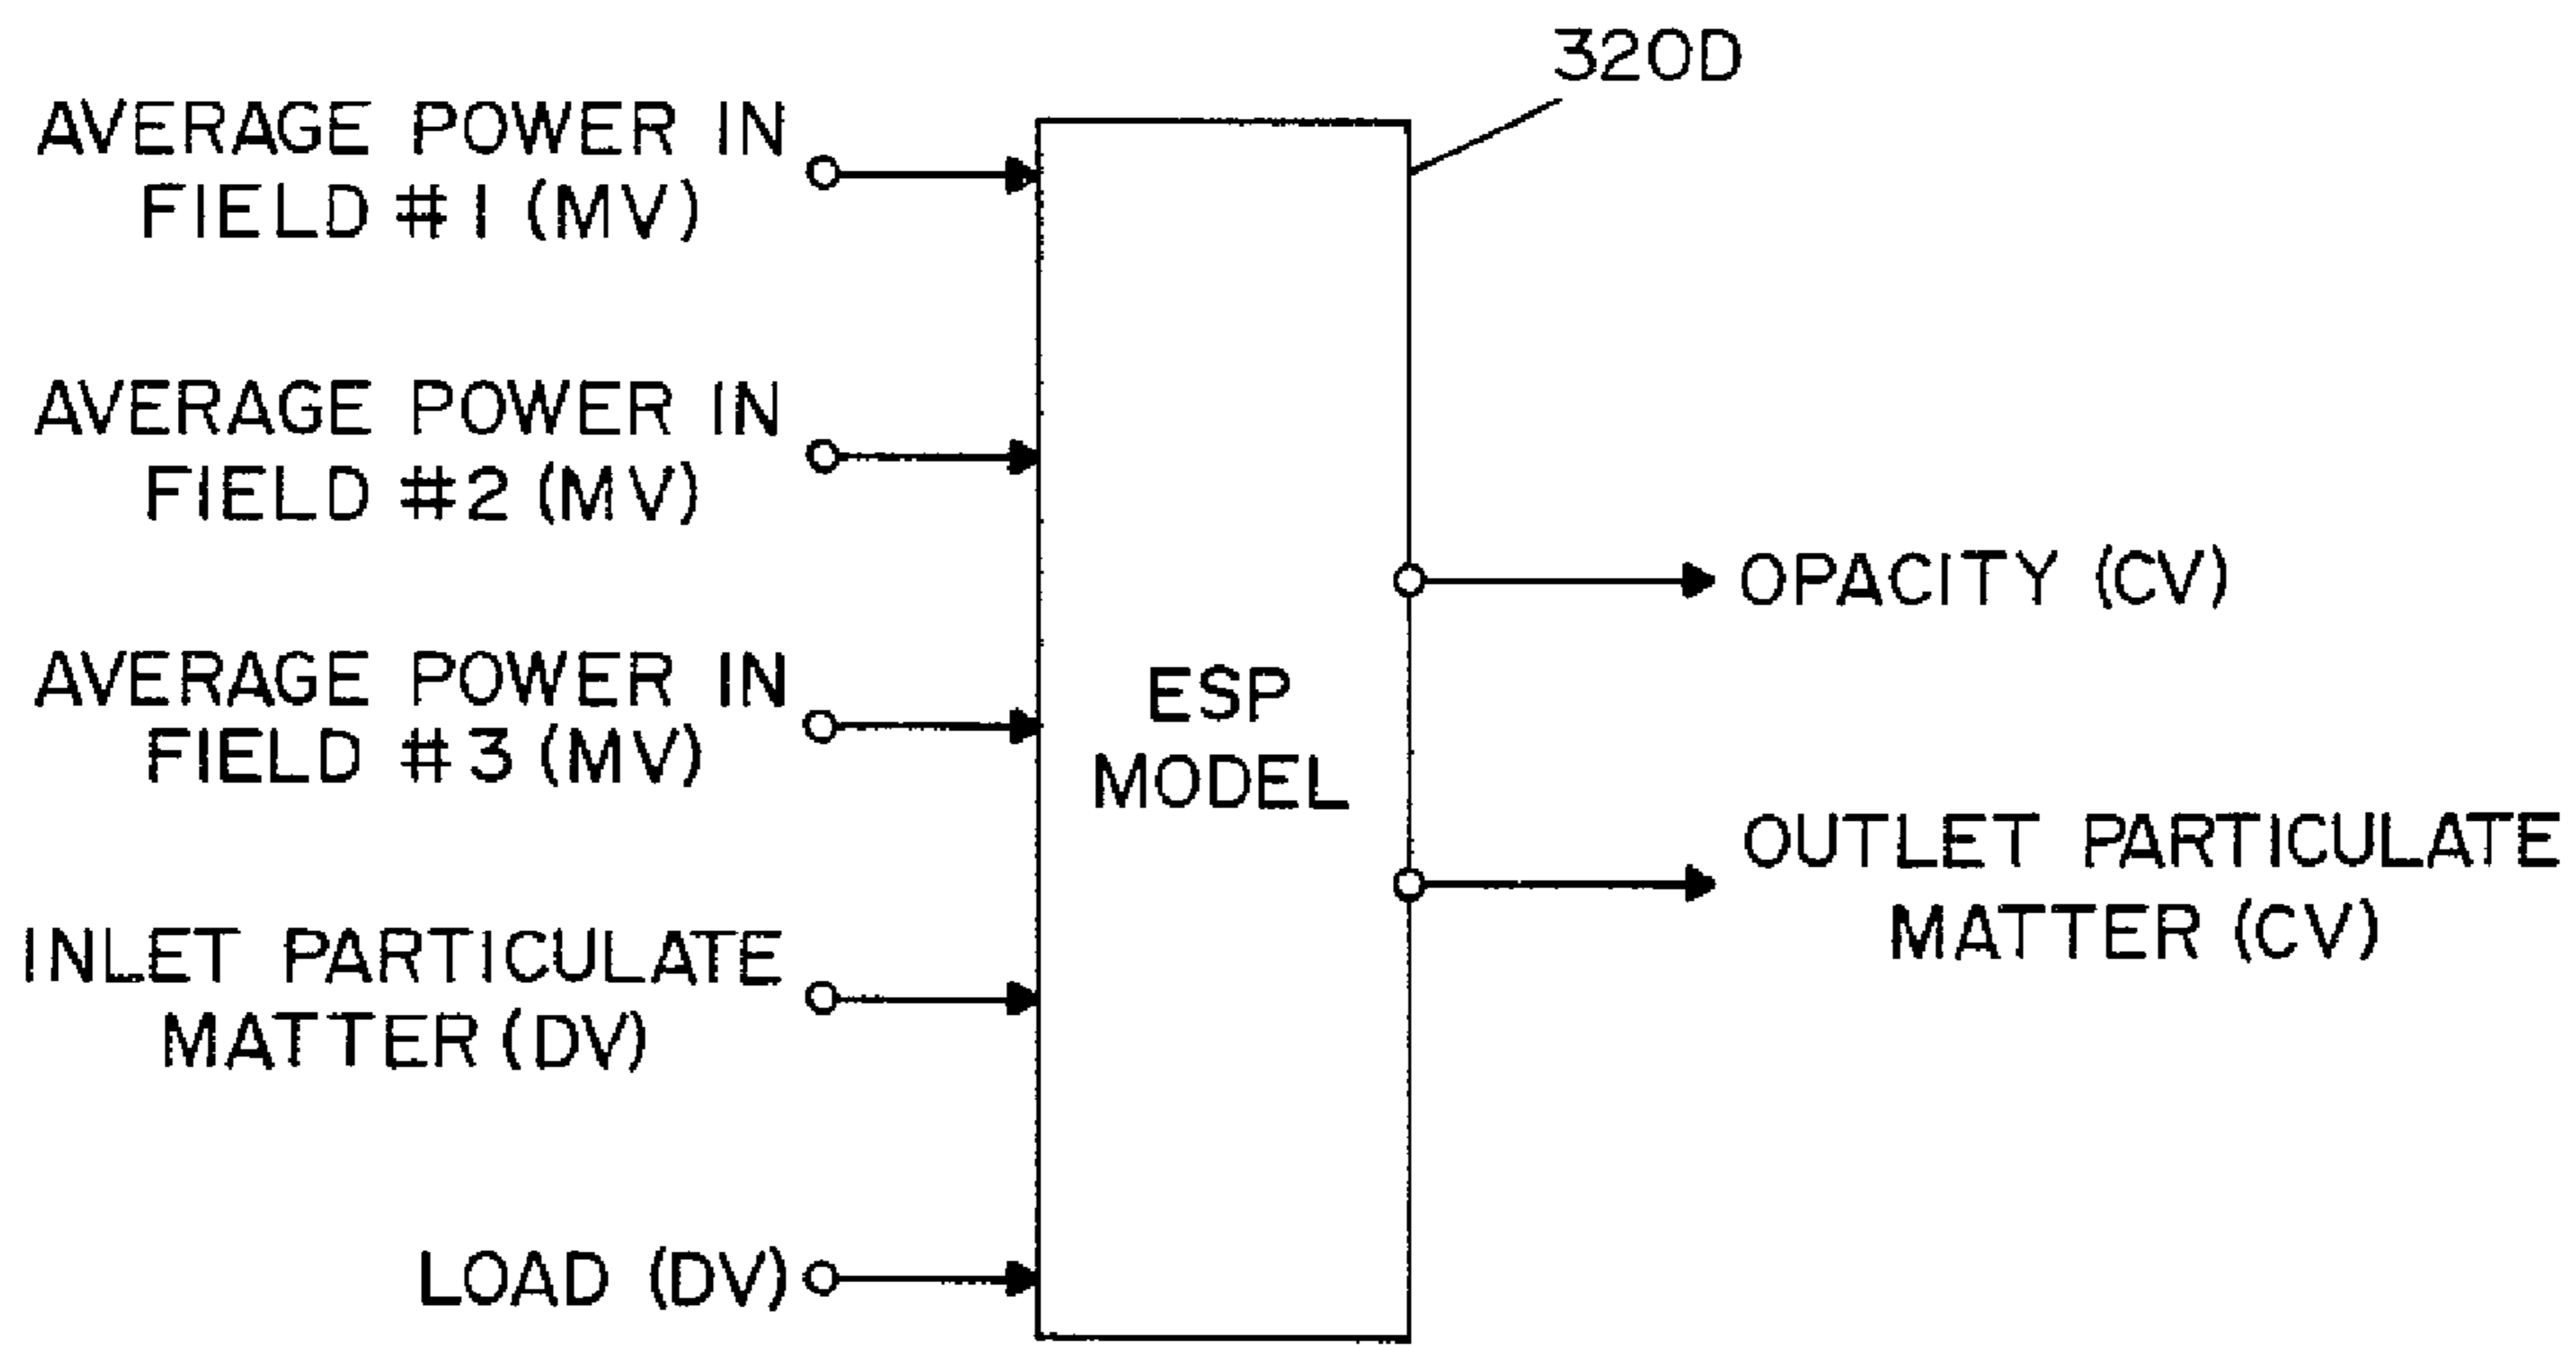 320D
AVERAGE POWER IN
FIELD #1 (MV)
AVERAGE POWER IN
FIELD #2 (MV)
AVERAGE POWER IN
FIELD #3 (MV)
INLET PARTICULATE
MATTER (DV)
LOAD (DV)
ESP
MODEL
OPACITY (CV)
OUTLET PARTICULATE
MATTER (CV)